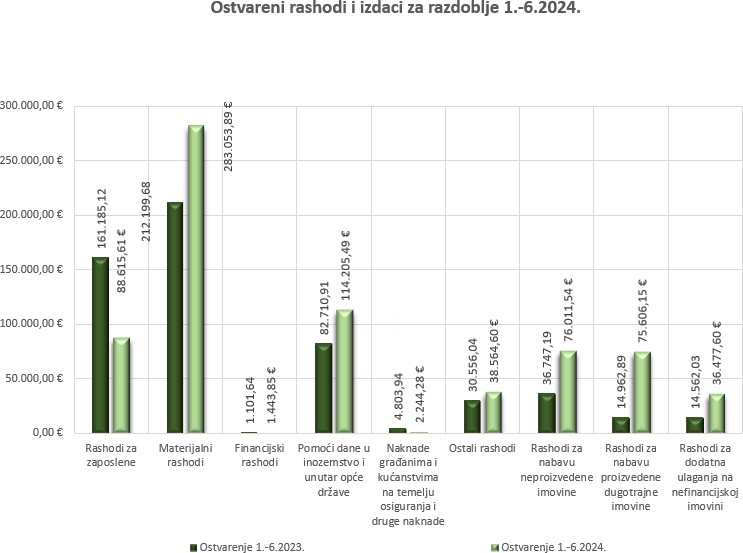 Ostvareni rashodi i izdaci za razdoblje 1.-6.2024.
300.000,00 €
250.000,00 €
200.000,00 €
150.000,00 €
100.000,00 €
50.000,00 €
0,00 €
161.185,12
88.615,61 €
212.199,68
283.053,89 €
1.101,64
1.443,85 €
82.710,91
114.205,49 €
4.803,94
2.244,28 €
30.556,04
38.564,60 €
36.747,19
76.011,54 €
14.962,89
75.606,15 €
14.562,03
36.477,60 €
Rashodi za
zaposlene
Materijalni
rashodi
Financijski
rashodi
Pomoći dane u
inozemstvo i
unutar opće
države
Naknade
građanima i
kućanstvima
na temelju
osiguranja i
druge naknade
Ostali rashodi
Rashodi za
nabavu
neproizvedene
imovine
Rashodi za
nabavu
proizvedene
dugotrajne
imovine
Rashodi za
dodatna
ulaganja na
nefinancijskoj
imovini
Ostvarenje 1.-6.2023.
Ostvarenje 1.-6.2024.